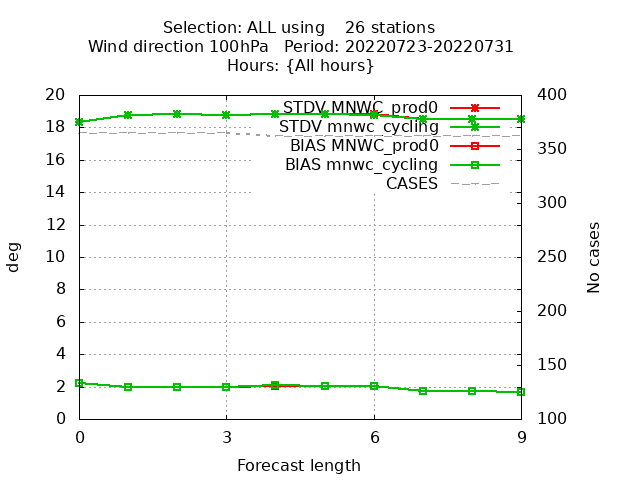 Selection: ALL using    26 stations
Wind direction 100hPa   Period: 20220723-20220731
Hours: {All hours}
20
18
16
14
12
10
8
6
4
2
0
deg
400
350
300
250
200
150
100
No cases
STDV MNWC_prod0
STDV mnwc_cycling
BIAS MNWC_prod0
BIAS mnwc_cycling
CASES
0 3 6 9
Forecast length